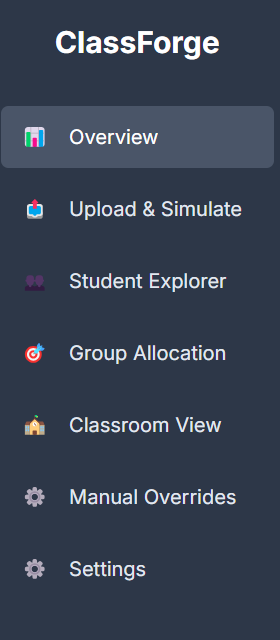 ClassForge
Overview
Upload & Simulate
Student Explorer
Group Allocation
Classroom View
Manual Overrides
Settings